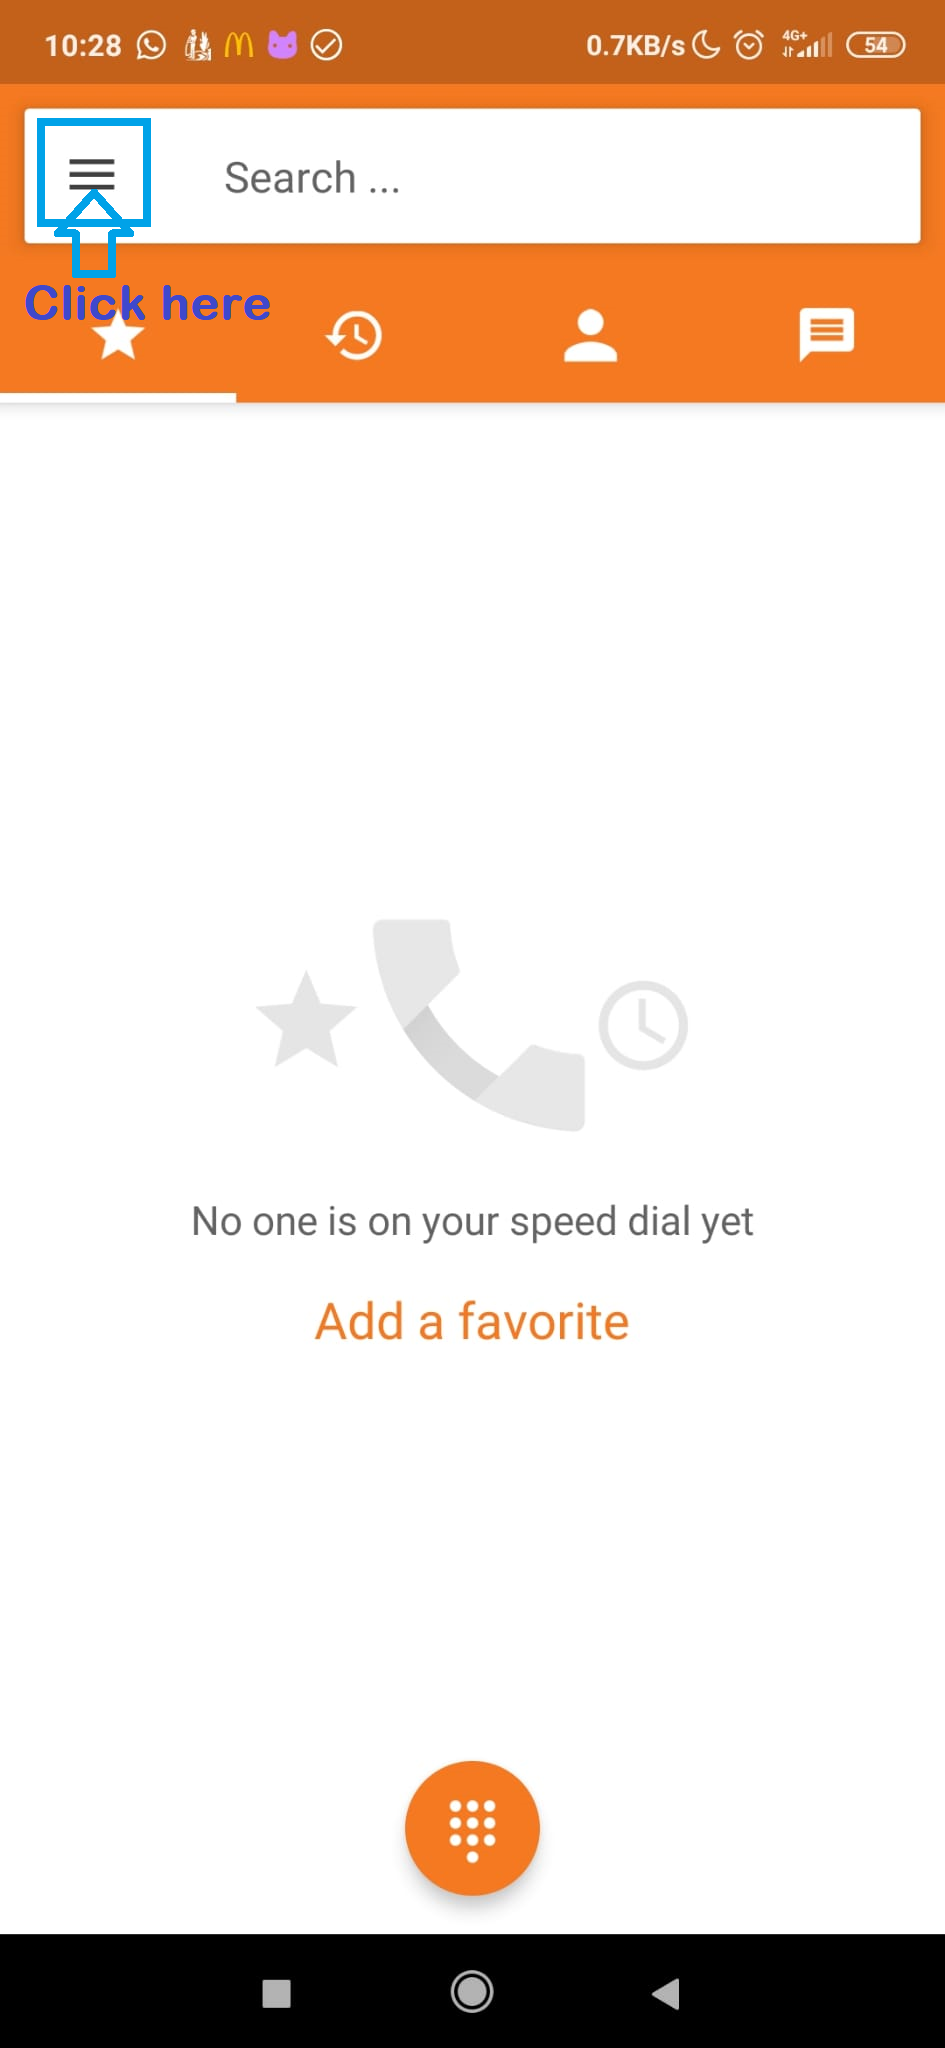 10:28
0.7KB/s
4G+
54
Search ...
Click here
No one is on your speed dial yet
Add a favorite